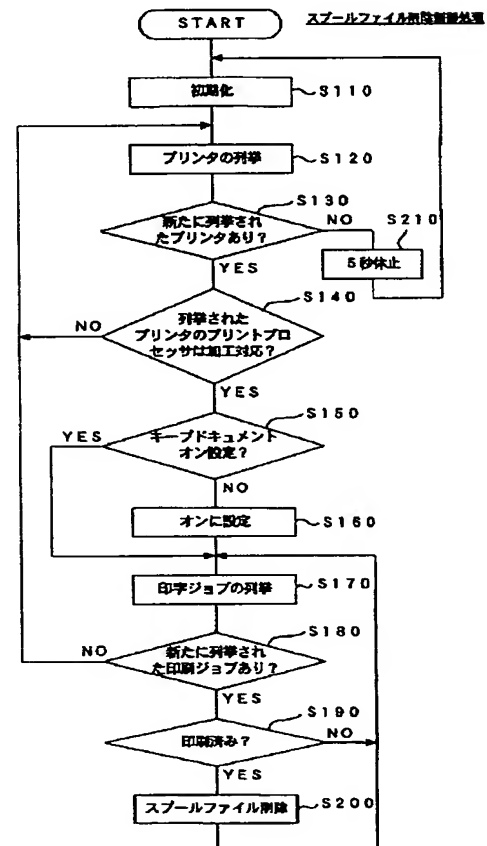 START
スプールファイル削除制御処理
初期化
S110
プリンタの列挙
S120
新たに列挙され
たプリンタあり?
S130
NO
S210
5秒休止
YES
列挙された
プリンタのプリントプロ
セッサは加工対応?
S140
NO
YES
キープドキュメント
オン設定?
S150
YES
NO
オンに設定
S160
印字ジョブの列挙
S170
新たに列挙され
た印刷ジョブあり?
S180
NO
YES
印刷済み?
S190
NO
YES
スプールファイル削除
S200